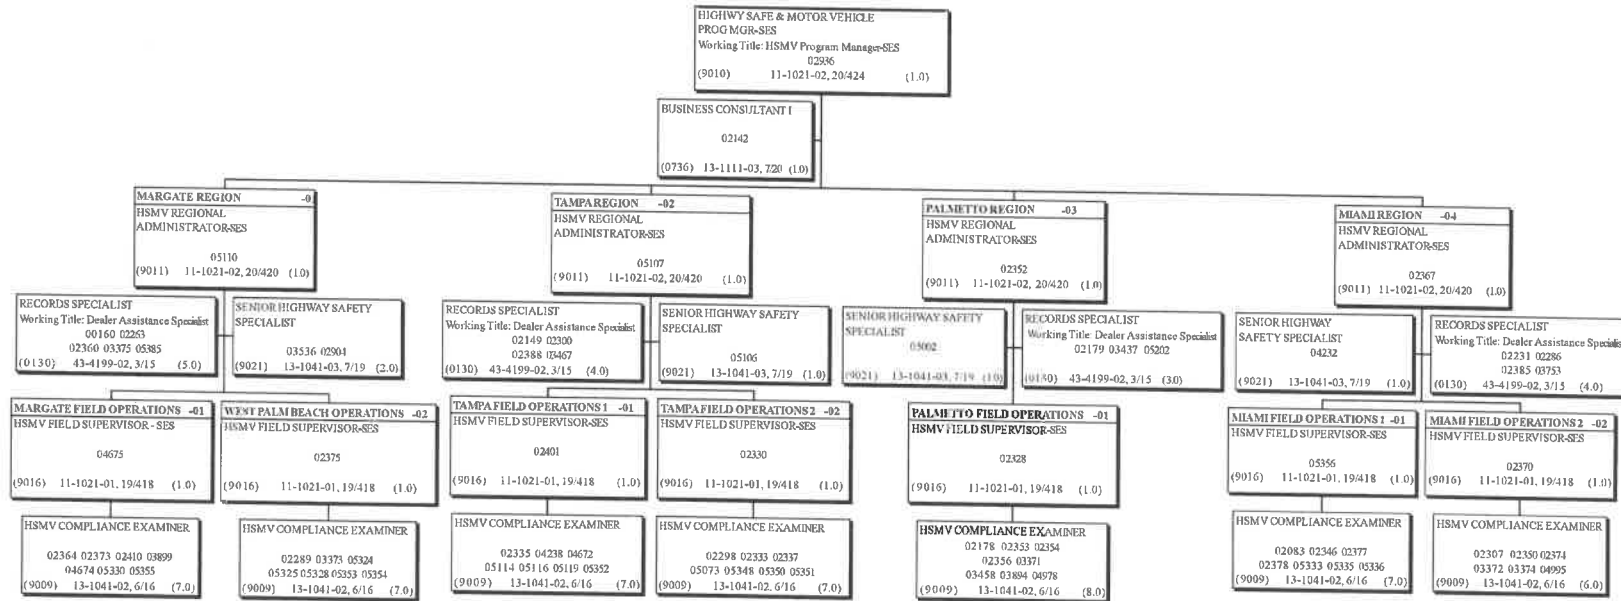 HIGHWY SAFE & MOTOR VEHICLE
PROG MGR-SES
Working Title: HSMV Program Manager-SES
02936
(9010) 11-1021-02, 20/424 (1.0)
BUSINESS CONSULTANT I
02142
(0736) 13-1111-03, 7/20 (1.0)
MARGATE REGION -01
HSMV REGIONAL
ADMINISTRATOR-SES
05110
(9011) 11-1021-02, 20/420 (1.0)
TAMPA REGION -02
HSMV REGIONAL
ADMINISTRATOR-SES
05107
(9011) 11-1021-02, 20/420 (1.0)
PALMETTO REGION -03
HSMV REGIONAL
ADMINISTRATOR-SES
02352
(9011) 11-1021-02, 20/420 (1.0)
MIAMI REGION -04
HSMV REGIONAL
ADMINISTRATOR-SES
02367
(9011) 11-1021-02, 20/420 (1.0)
RECORDS SPECIALIST
Working Title: Dealer Assistance Specialist
00160 02253
02360 03375 05385
(0130) 43-4199-02, 3/15 (5.0)
SENIOR HIGHWAY SAFETY
SPECIALIST
03536 02904
(9021) 13-1041-03, 7/19 (2.0)
RECORDS SPECIALIST
Working Title: Dealer Assistance Specialist
02149 02300
02388 03467
(0130) 43-4199-02, 3/15 (4.0)
SENIOR HIGHWAY SAFETY
SPECIALIST
05106
(9021) 13-1041-03, 7/19 (1.0)
SENIOR HIGHWAY SAFETY
SPECIALIST
05002
(9021) 13-1041-03, 7/19 (1.0)
RECORDS SPECIALIST
Working Title: Dealer Assistance Specialist
02179 03437 05202
(0130) 43-4199-02, 3/15 (3.0)
SENIOR HIGHWAY
SAFETY SPECIALIST
04232
(9021) 13-1041-03, 7/19 (1.0)
RECORDS SPECIALIST
Working Title: Dealer Assistance Specialis
02231 02286
02385 03753
(0130) 43-4199-02, 3/15 (4.0)
MARGATE FIELD OPERATIONS -01
HSMV FIELD SUPERVISOR - SES
04675
(9016) 11-1021-01, 19/418 (1.0)
WEST PALM BEACH OPERATIONS -02
HSMV FIELD SUPERVISOR-SES
02375
(9016) 11-1021-01, 19/418 (1.0)
TAMPA FIELD OPERATIONS 1 -01
HSMV FIELD SUPERVISOR-SES
02401
(9016) 11-1021-01, 19/418 (1.0)
TAMPA FIELD OPERATIONS 2 -02
HSMV FIELD SUPERVISOR-SES
02330
(9016) 11-1021-01, 19/418 (1.0)
PALMETTO FIELD OPERATIONS -01
HSMV FIELD SUPERVISOR-SES
02328
(9016) 11-1021-01, 19/418 (1.0)
MIAMI FIELD OPERATIONS 1 -01
HSMV FIELD SUPERVISOR-SES
05356
(9016) 11-1021-01, 19/418 (1.0)
MIAMI FIELD OPERATIONS 2 -02
HSMV FIELD SUPERVISOR-SES
02370
(9016) 11-1021-01, 19/418 (1.0)
HSMV COMPLIANCE EXAMINER
02364 02373 02410 03899
04674 05330 05355
(9009) 13-1041-02, 6/16 (7.0)
HSMV COMPLIANCE EXAMINER
02289 03373 05324
05325 05328 05353 05354
(9009) 13-1041-02, 6/16 (7.0)
HSMV COMPLIANCE EXAMINER
02335 04238 04672
05114 05116 05119 05352
(9009) 13-1041-02, 6/16 (7.0)
HSMV COMPLIANCE EXAMINER
02298 02333 02337
05073 05348 05350 05351
(9009) 13-1041-02, 6/16 (7.0)
HSMV COMPLIANCE EXAMINER
02178 02353 02354
02356 03371
03458 03894 04978
(9009) 13-1041-02, 6/16 (8.0)
HSMV COMPLIANCE EXAMINER
02083 02346 02377
02378 05333 05335 05336
(9009) 13-1041-02, 6/16 (7.0)
HSMV COMPLIANCE EXAMINER
02307 02350 02374
03372 03374 04995
(9009) 13-1041-02, 6/16 (6.0)